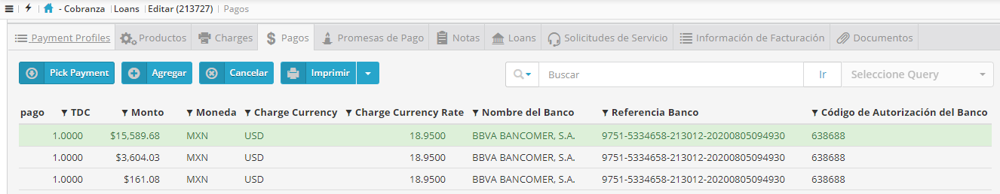 - Cobranza | Loans | Editar (213727) | Pagos
Payment Profiles Productos Charges Pagos Promesas de Pago Notas Loans Solicitudes de Servicio Información de Facturación Documentos
Pick Payment Agregar Cancelar Imprimir Buscar Ir Seleccione Query
pago TDC Monto Moneda Charge Currency Charge Currency Rate Nombre del Banco Referencia Banco Código de Autorización del Banco
1.0000 $15,589.68 MXN USD 18.9500 BBVA BANCOMER, S.A. 9751-5334658-213012-20200805094930 638688
1.0000 $3,604.03 MXN USD 18.9500 BBVA BANCOMER, S.A. 9751-5334658-213012-20200805094930 638688
1.0000 $161.08 MXN USD 18.9500 BBVA BANCOMER, S.A. 9751-5334658-213012-20200805094930 638688